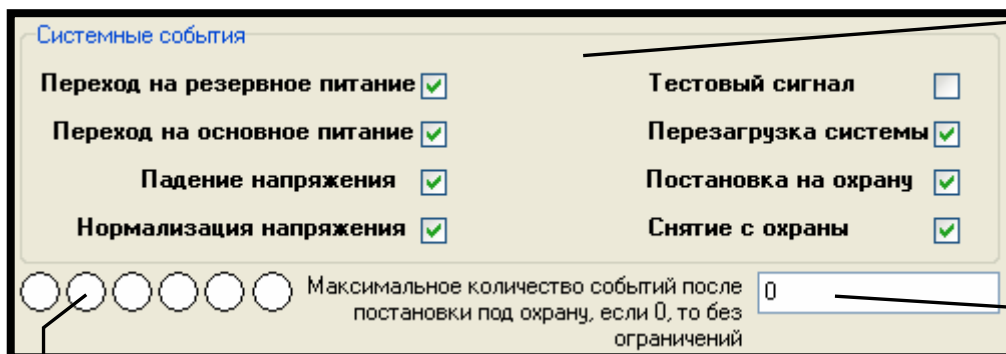 Системные события
Переход на резервное питание
Тестовый сигнал
Переход на основное питание
Перезагрузка системы
Падение напряжения
Постановка на охрану
Нормализация напряжения
Снятие с охраны
Максимальное количество событий после
постановки под охрану, если 0, то без
ограничений
0